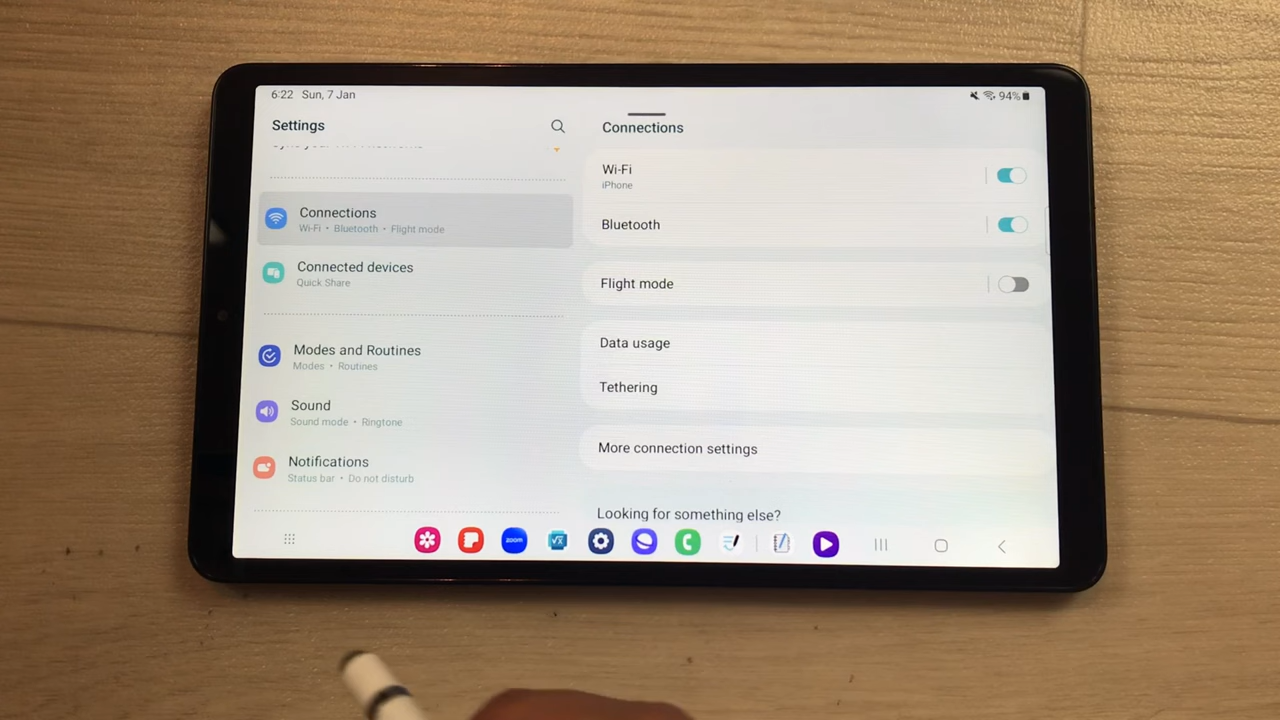 6:22 Sun, 7 Jan
94%
Settings
Connections
Wi-Fi • Bluetooth • Flight mode
Connected devices
Quick Share
Modes and Routines
Modes • Routines
Sound
Sound mode • Ringtone
Notifications
Status bar • Do not disturb
Connections
Wi-Fi
iPhone
Bluetooth
Flight mode
Data usage
Tethering
More connection settings
Looking for something else?
zoom